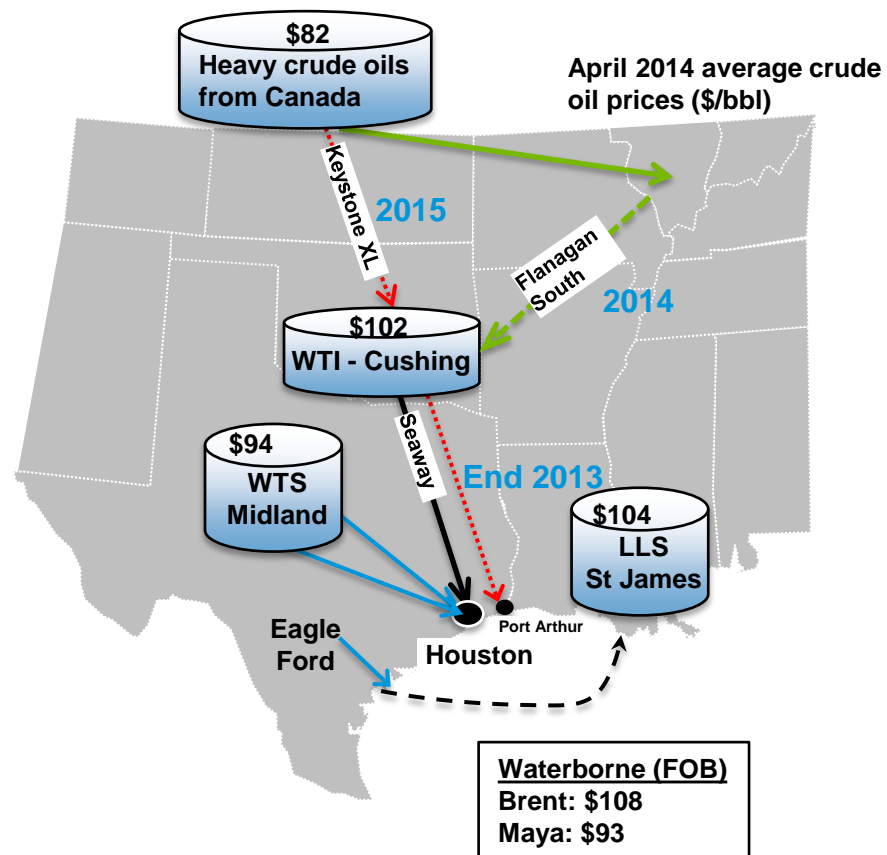 $82
Heavy crude oils
from Canada
April 2014 average crude
oil prices ($/bbl)
Keystone XL
2015
Flanagan
South
2014
$102
WTI - Cushing
Seaway
$94
WTS
Midland
End 2013
$104
LLS
St James
Port Arthur
Eagle
Ford
Houston
Waterborne (FOB)
Brent: $108
Maya: $93